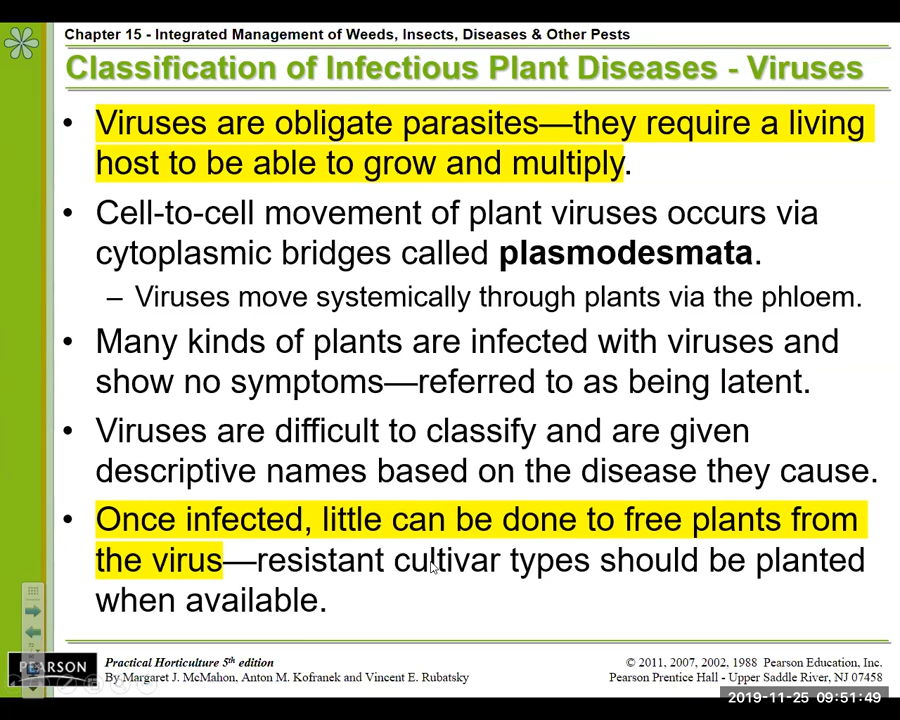 Chapter 15 - Integrated Management of Weeds, Insects, Diseases & Other Pests
Classification of Infectious Plant Diseases - Viruses
• Viruses are obligate parasites—they require a living
host to be able to grow and multiply.
• Cell-to-cell movement of plant viruses occurs via
cytoplasmic bridges called plasmodesmata.
– Viruses move systemically through plants via the phloem.
• Many kinds of plants are infected with viruses and
show no symptoms—referred to as being latent.
• Viruses are difficult to classify and are given
descriptive names based on the disease they cause.
• Once infected, little can be done to free plants from
the virus—resistant cultivar types should be planted
when available.
PEARSON
Practical Horticulture 5th edition
By Margaret J. McMahon, Anton M. Kofranek and Vincent E. Rubatsky
© 2011, 2007, 2002, 1988 Pearson Education, Inc.
Pearson Prentice Hall - Upper Saddle River, NJ 07458
2019-11-25 09:51:49